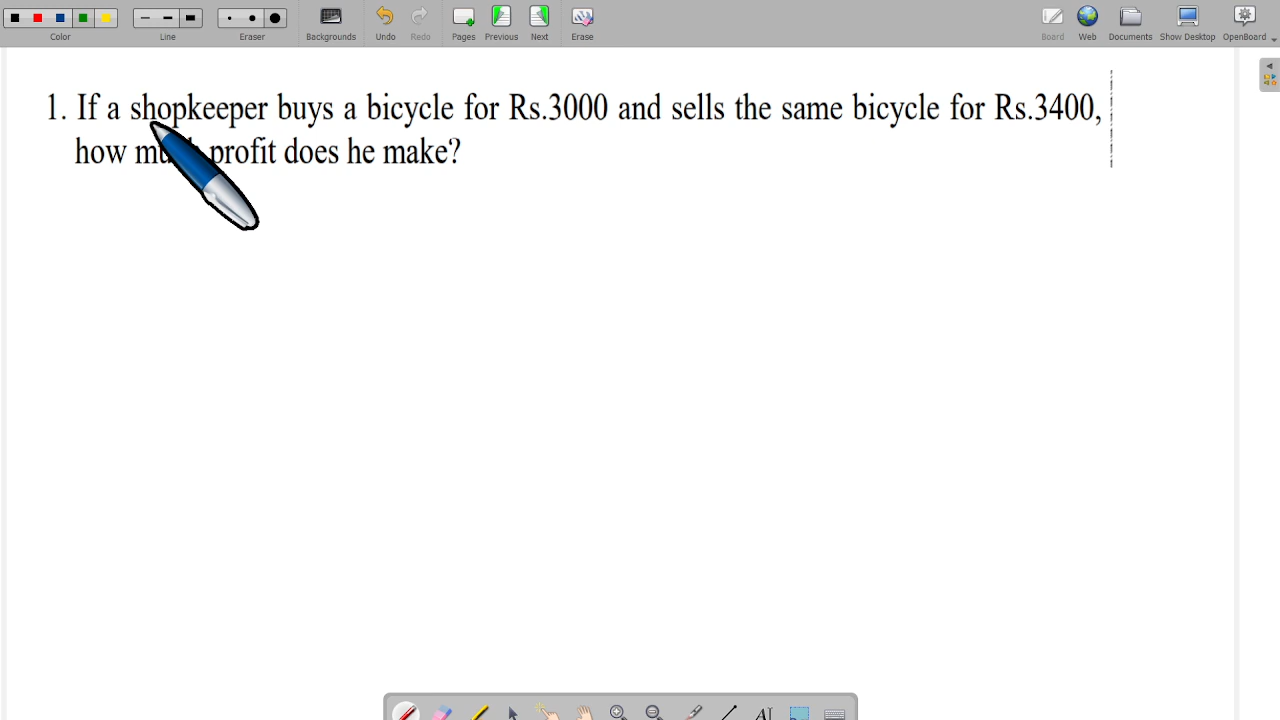 Color Line Eraser Backgrounds Undo Redo Pages Previous Next Erase Board Web Documents Show Desktop OpenBoard
1. If a shopkeeper buys a bicycle for Rs.3000 and sells the same bicycle for Rs.3400,
how much profit does he make?